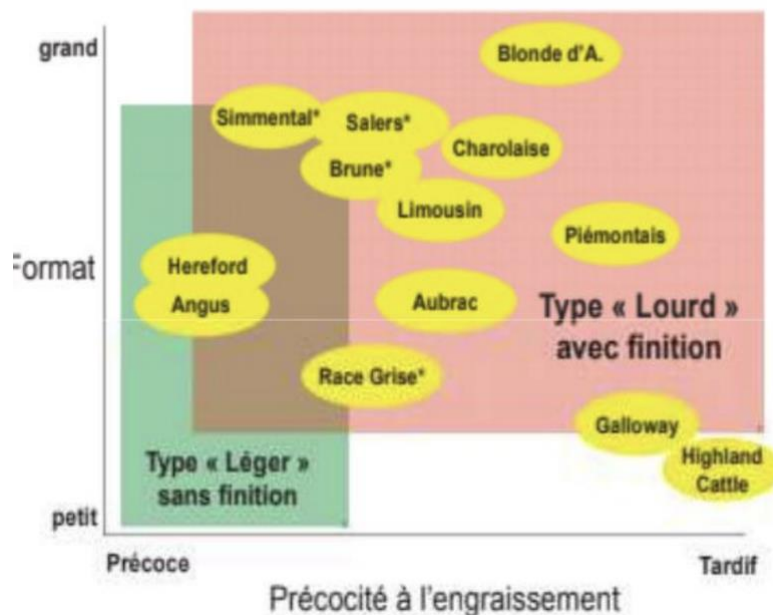 grand
Blonde d'A.
Simmental*
Salers*
Charolaise
Brune*
Limousin
Piémontais
Format
Hereford
Angus
Aubrac
Type « Lourd »
avec finition
Race Grise*
Galloway
Type « Léger »
sans finition
Highland
Cattle
petit
Précoce
Tardif
Précocité à l'engraissement